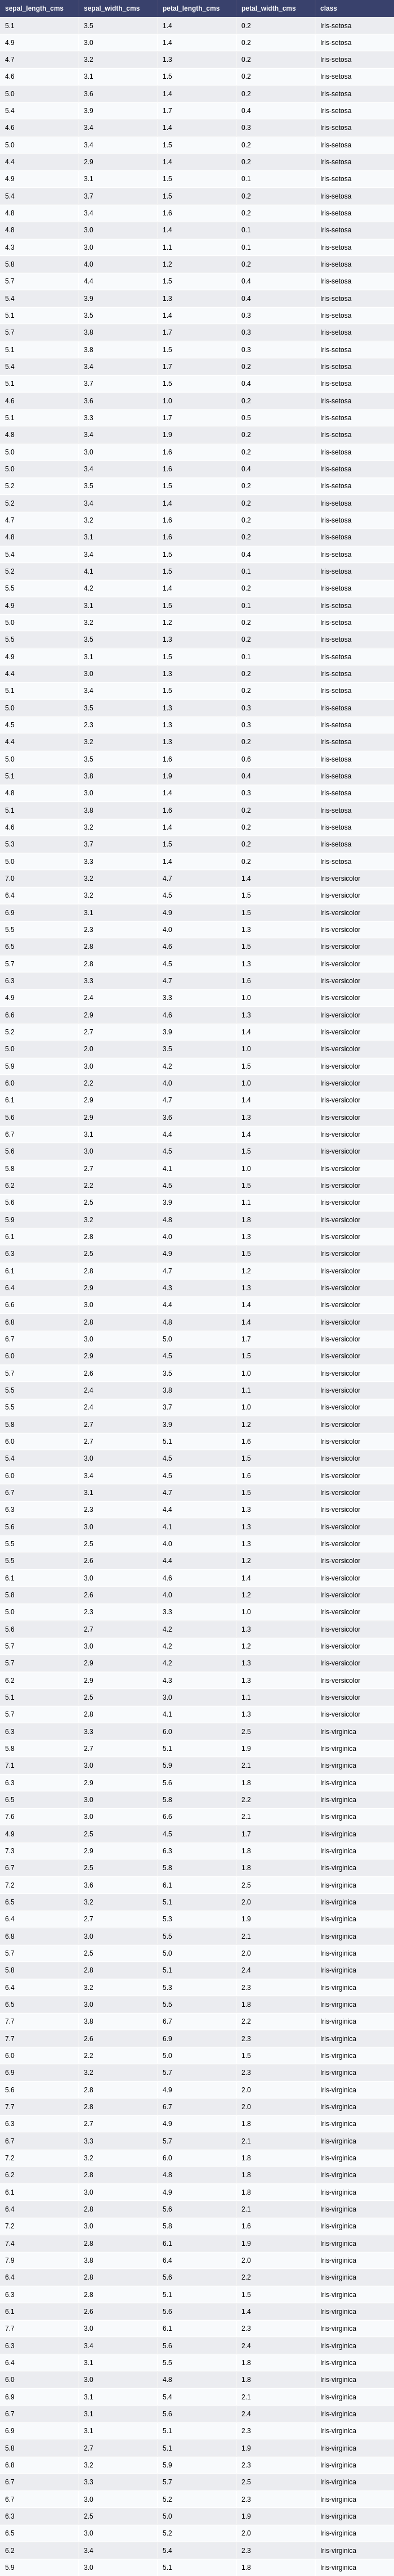 sepal_length_cms sepal_width_cms petal_length_cms petal_width_cms class
5.1 3.5 1.4 0.2 Iris-setosa
4.9 3.0 1.4 0.2 Iris-setosa
4.7 3.2 1.3 0.2 Iris-setosa
4.6 3.1 1.5 0.2 Iris-setosa
5.0 3.6 1.4 0.2 Iris-setosa
5.4 3.9 1.7 0.4 Iris-setosa
4.6 3.4 1.4 0.3 Iris-setosa
5.0 3.4 1.5 0.2 Iris-setosa
4.4 2.9 1.4 0.2 Iris-setosa
4.9 3.1 1.5 0.1 Iris-setosa
5.4 3.7 1.5 0.2 Iris-setosa
4.8 3.4 1.6 0.2 Iris-setosa
4.8 3.0 1.4 0.1 Iris-setosa
4.3 3.0 1.1 0.1 Iris-setosa
5.8 4.0 1.2 0.2 Iris-setosa
5.7 4.4 1.5 0.4 Iris-setosa
5.4 3.9 1.3 0.4 Iris-setosa
5.1 3.5 1.4 0.3 Iris-setosa
5.7 3.8 1.7 0.3 Iris-setosa
5.1 3.8 1.5 0.3 Iris-setosa
5.4 3.4 1.7 0.2 Iris-setosa
5.1 3.7 1.5 0.4 Iris-setosa
4.6 3.6 1.0 0.2 Iris-setosa
5.1 3.3 1.7 0.5 Iris-setosa
4.8 3.4 1.9 0.2 Iris-setosa
5.0 3.0 1.6 0.2 Iris-setosa
5.0 3.4 1.6 0.4 Iris-setosa
5.2 3.5 1.5 0.2 Iris-setosa
5.2 3.4 1.4 0.2 Iris-setosa
4.7 3.2 1.6 0.2 Iris-setosa
4.8 3.1 1.6 0.2 Iris-setosa
5.4 3.4 1.5 0.4 Iris-setosa
5.2 4.1 1.5 0.1 Iris-setosa
5.5 4.2 1.4 0.2 Iris-setosa
4.9 3.1 1.5 0.1 Iris-setosa
5.0 3.2 1.2 0.2 Iris-setosa
5.5 3.5 1.3 0.2 Iris-setosa
4.9 3.1 1.5 0.1 Iris-setosa
4.4 3.0 1.3 0.2 Iris-setosa
5.1 3.4 1.5 0.2 Iris-setosa
5.0 3.5 1.3 0.3 Iris-setosa
4.5 2.3 1.3 0.3 Iris-setosa
4.4 3.2 1.3 0.2 Iris-setosa
5.0 3.5 1.6 0.6 Iris-setosa
5.1 3.8 1.9 0.4 Iris-setosa
4.8 3.0 1.4 0.3 Iris-setosa
5.1 3.8 1.6 0.2 Iris-setosa
4.6 3.2 1.4 0.2 Iris-setosa
5.3 3.7 1.5 0.2 Iris-setosa
5.0 3.3 1.4 0.2 Iris-setosa
7.0 3.2 4.7 1.4 Iris-versicolor
6.4 3.2 4.5 1.5 Iris-versicolor
6.9 3.1 4.9 1.5 Iris-versicolor
5.5 2.3 4.0 1.3 Iris-versicolor
6.5 2.8 4.6 1.5 Iris-versicolor
5.7 2.8 4.5 1.3 Iris-versicolor
6.3 3.3 4.7 1.6 Iris-versicolor
4.9 2.4 3.3 1.0 Iris-versicolor
6.6 2.9 4.6 1.3 Iris-versicolor
5.2 2.7 3.9 1.4 Iris-versicolor
5.0 2.0 3.5 1.0 Iris-versicolor
5.9 3.0 4.2 1.5 Iris-versicolor
6.0 2.2 4.0 1.0 Iris-versicolor
6.1 2.9 4.7 1.4 Iris-versicolor
5.6 2.9 3.6 1.3 Iris-versicolor
6.7 3.1 4.4 1.4 Iris-versicolor
5.6 3.0 4.5 1.5 Iris-versicolor
5.8 2.7 4.1 1.0 Iris-versicolor
6.2 2.2 4.5 1.5 Iris-versicolor
5.6 2.5 3.9 1.1 Iris-versicolor
5.9 3.2 4.8 1.8 Iris-versicolor
6.1 2.8 4.0 1.3 Iris-versicolor
6.3 2.5 4.9 1.5 Iris-versicolor
6.1 2.8 4.7 1.2 Iris-versicolor
6.4 2.9 4.3 1.3 Iris-versicolor
6.6 3.0 4.4 1.4 Iris-versicolor
6.8 2.8 4.8 1.4 Iris-versicolor
6.7 3.0 5.0 1.7 Iris-versicolor
6.0 2.9 4.5 1.5 Iris-versicolor
5.7 2.6 3.5 1.0 Iris-versicolor
5.5 2.4 3.8 1.1 Iris-versicolor
5.5 2.4 3.7 1.0 Iris-versicolor
5.8 2.7 3.9 1.2 Iris-versicolor
6.0 2.7 5.1 1.6 Iris-versicolor
5.4 3.0 4.5 1.5 Iris-versicolor
6.0 3.4 4.5 1.6 Iris-versicolor
6.7 3.1 4.7 1.5 Iris-versicolor
6.3 2.3 4.4 1.3 Iris-versicolor
5.6 3.0 4.1 1.3 Iris-versicolor
5.5 2.5 4.0 1.3 Iris-versicolor
5.5 2.6 4.4 1.2 Iris-versicolor
6.1 3.0 4.6 1.4 Iris-versicolor
5.8 2.6 4.0 1.2 Iris-versicolor
5.0 2.3 3.3 1.0 Iris-versicolor
5.6 2.7 4.2 1.3 Iris-versicolor
5.7 3.0 4.2 1.2 Iris-versicolor
5.7 2.9 4.2 1.3 Iris-versicolor
6.2 2.9 4.3 1.3 Iris-versicolor
5.1 2.5 3.0 1.1 Iris-versicolor
5.7 2.8 4.1 1.3 Iris-versicolor
6.3 3.3 6.0 2.5 Iris-virginica
5.8 2.7 5.1 1.9 Iris-virginica
7.1 3.0 5.9 2.1 Iris-virginica
6.3 2.9 5.6 1.8 Iris-virginica
6.5 3.0 5.8 2.2 Iris-virginica
7.6 3.0 6.6 2.1 Iris-virginica
4.9 2.5 4.5 1.7 Iris-virginica
7.3 2.9 6.3 1.8 Iris-virginica
6.7 2.5 5.8 1.8 Iris-virginica
7.2 3.6 6.1 2.5 Iris-virginica
6.5 3.2 5.1 2.0 Iris-virginica
6.4 2.7 5.3 1.9 Iris-virginica
6.8 3.0 5.5 2.1 Iris-virginica
5.7 2.5 5.0 2.0 Iris-virginica
5.8 2.8 5.1 2.4 Iris-virginica
6.4 3.2 5.3 2.3 Iris-virginica
6.5 3.0 5.5 1.8 Iris-virginica
7.7 3.8 6.7 2.2 Iris-virginica
7.7 2.6 6.9 2.3 Iris-virginica
6.0 2.2 5.0 1.5 Iris-virginica
6.9 3.2 5.7 2.3 Iris-virginica
5.6 2.8 4.9 2.0 Iris-virginica
7.7 2.8 6.7 2.0 Iris-virginica
6.3 2.7 4.9 1.8 Iris-virginica
6.7 3.3 5.7 2.1 Iris-virginica
7.2 3.2 6.0 1.8 Iris-virginica
6.2 2.8 4.8 1.8 Iris-virginica
6.1 3.0 4.9 1.8 Iris-virginica
6.4 2.8 5.6 2.1 Iris-virginica
7.2 3.0 5.8 1.6 Iris-virginica
7.4 2.8 6.1 1.9 Iris-virginica
7.9 3.8 6.4 2.0 Iris-virginica
6.4 2.8 5.6 2.2 Iris-virginica
6.3 2.8 5.1 1.5 Iris-virginica
6.1 2.6 5.6 1.4 Iris-virginica
7.7 3.0 6.1 2.3 Iris-virginica
6.3 3.4 5.6 2.4 Iris-virginica
6.4 3.1 5.5 1.8 Iris-virginica
6.0 3.0 4.8 1.8 Iris-virginica
6.9 3.1 5.4 2.1 Iris-virginica
6.7 3.1 5.6 2.4 Iris-virginica
6.9 3.1 5.1 2.3 Iris-virginica
5.8 2.7 5.1 1.9 Iris-virginica
6.8 3.2 5.9 2.3 Iris-virginica
6.7 3.3 5.7 2.5 Iris-virginica
6.7 3.0 5.2 2.3 Iris-virginica
6.3 2.5 5.0 1.9 Iris-virginica
6.5 3.0 5.2 2.0 Iris-virginica
6.2 3.4 5.4 2.3 Iris-virginica
5.9 3.0 5.1 1.8 Iris-virginica